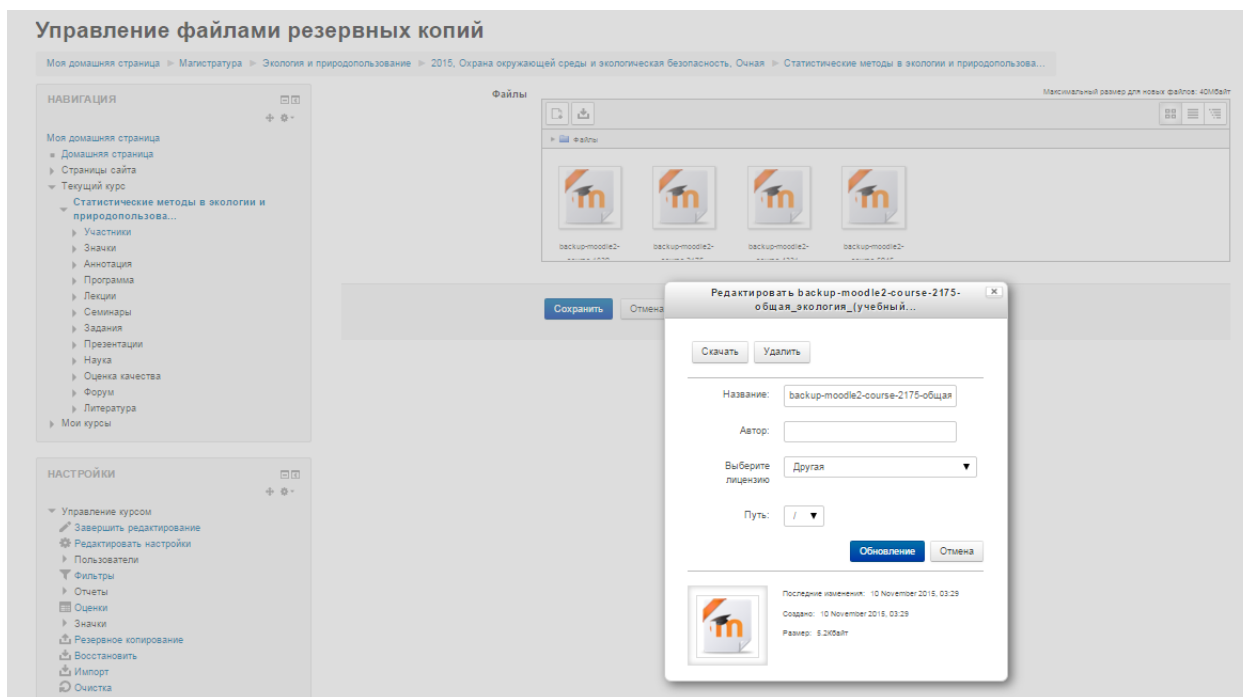 Управление файлами резервных копий
Моя домашняя страница ► Магистратура ► Экология и природопользование ► 2015, Охрана окружающей среды и экологическая безопасность, Очная ► Статистические методы в экологии и природопользова...
НАВИГАЦИЯ
Моя домашняя страница
Домашняя страница
Страницы сайта
Текущий курс
Статистические методы в экологии и
природопользова...
Участники
Значки
Аннотация
Программа
Лекции
Семинары
Задания
Презентации
Наука
Оценка качества
Форум
Литература
Мои курсы
НАСТРОЙКИ
Управление курсом
Завершить редактирование
Редактировать настройки
Пользователи
Фильтры
Отчеты
Оценки
Значки
Резервное копирование
Восстановить
Импорт
Очистка
Файлы
Максимальный размер для новых файлов: 40Мбайт
Файлы
backup-moodle2-
backup-moodle2-
backup-moodle2-
backup-moodle2-
Сохранить Отмена
Редактировать backup-moodle2-course-2175-
общая_экология_(учебный...
Скачать Удалить
Название: backup-moodle2-course-2175-общая
Автор:
Выберите Другая
лицензию
Путь: /
Обновление Отмена
Последние изменения: 10 November 2015, 03:29
Создано: 10 November 2015, 03:29
Размер: 5.2Кбайт